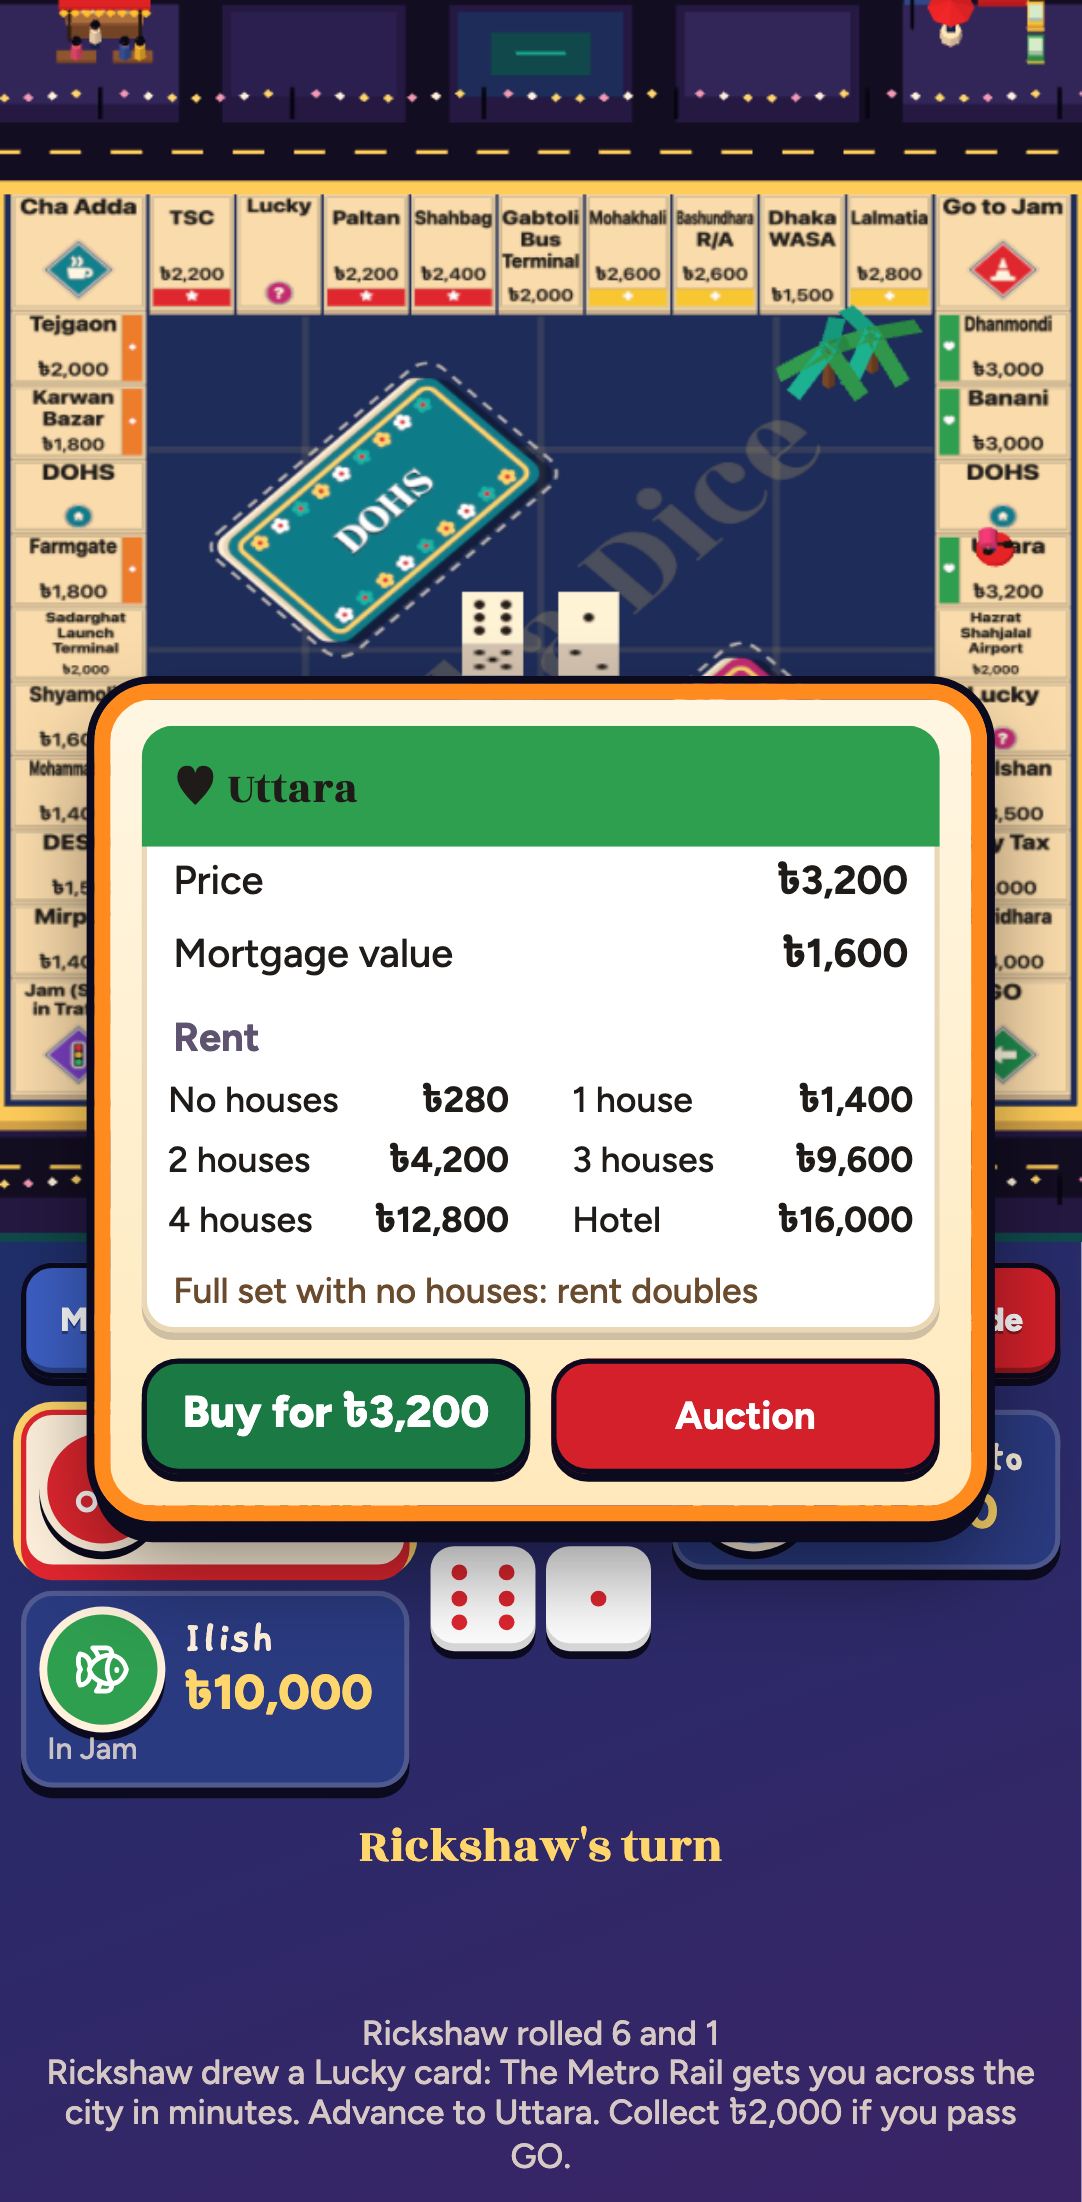 Cha Adda
TSC
৳2,200
Lucky
?
Paltan
৳2,200
Shahbag
৳2,400
Gabtoli
Bus
Terminal
৳2,000
Mohakhali
৳2,600
Bashundhara
R/A
৳2,600
Dhaka
WASA
৳1,500
Lalmatia
৳2,800
Go to Jam
Tejgaon
৳2,000
Karwan
Bazar
৳1,800
DOHS
Farmgate
৳1,800
Sadarghat
Launch
Terminal
৳2,000
DOHS
Dice
Dhanmondi
৳3,000
Banani
৳3,000
DOHS
৳3,200
Hazrat
Shahjalal
Airport
৳2,000
Lucky
?
Jam
GO
Uttara
Price ৳3,200
Mortgage value ৳1,600
Rent
No houses ৳280 1 house ৳1,400
2 houses ৳4,200 3 houses ৳9,600
4 houses ৳12,800 Hotel ৳16,000
Full set with no houses: rent doubles
Buy for ৳3,200 Auction
Ilish
৳10,000
In Jam
Rickshaw's turn
Rickshaw rolled 6 and 1
Rickshaw drew a Lucky card: The Metro Rail gets you across the
city in minutes. Advance to Uttara. Collect ৳2,000 if you pass
GO.